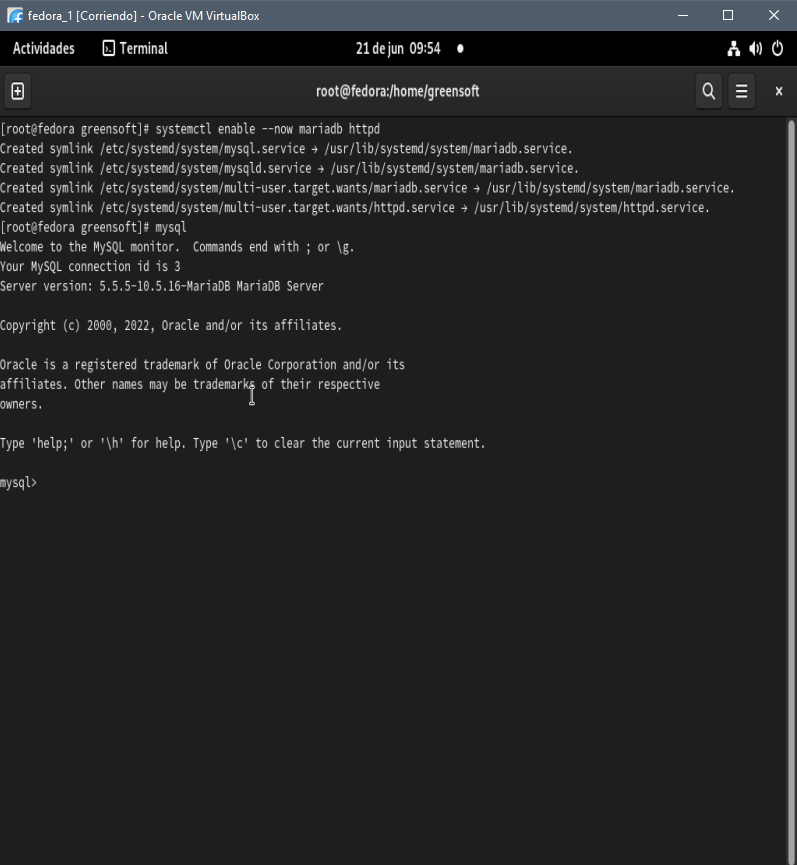 fedora_1 [Corriendo] - Oracle VM VirtualBox
Actividades Terminal 21 de jun 09:54
root@fedora:/home/greensoft
[root@fedora greensoft]# systemctl enable --now mariadb httpd
Created symlink /etc/systemd/system/mysql.service → /usr/lib/systemd/system/mariadb.service.
Created symlink /etc/systemd/system/mysqld.service → /usr/lib/systemd/system/mariadb.service.
Created symlink /etc/systemd/system/multi-user.target.wants/mariadb.service → /usr/lib/systemd/system/mariadb.service.
Created symlink /etc/systemd/system/multi-user.target.wants/httpd.service → /usr/lib/systemd/system/httpd.service.
[root@fedora greensoft]# mysql
Welcome to the MySQL monitor.  Commands end with ; or \g.
Your MySQL connection id is 3
Server version: 5.5.5-10.5.16-MariaDB MariaDB Server
Copyright (c) 2000, 2022, Oracle and/or its affiliates.
Oracle is a registered trademark of Oracle Corporation and/or its
affiliates. Other names may be trademarks of their respective
owners.
Type 'help;' or '\h' for help. Type '\c' to clear the current input statement.
mysql>